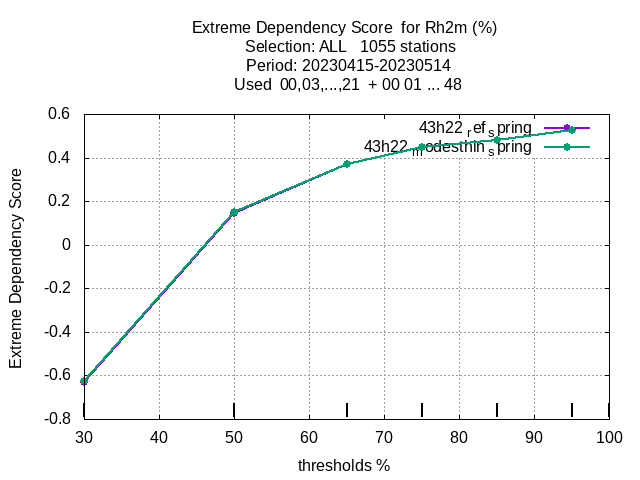 Extreme Dependency Score  for Rh2m (%)
Selection: ALL   1055 stations
Period: 20230415-20230514
Used  00,03,...,21  + 00 01 ... 48
Extreme Dependency Score
0.6
0.4
0.2
0
-0.2
-0.4
-0.6
-0.8
43h22_ref_spring
43h22_modesthin_spring
30 40 50 60 70 80 90 100
thresholds %